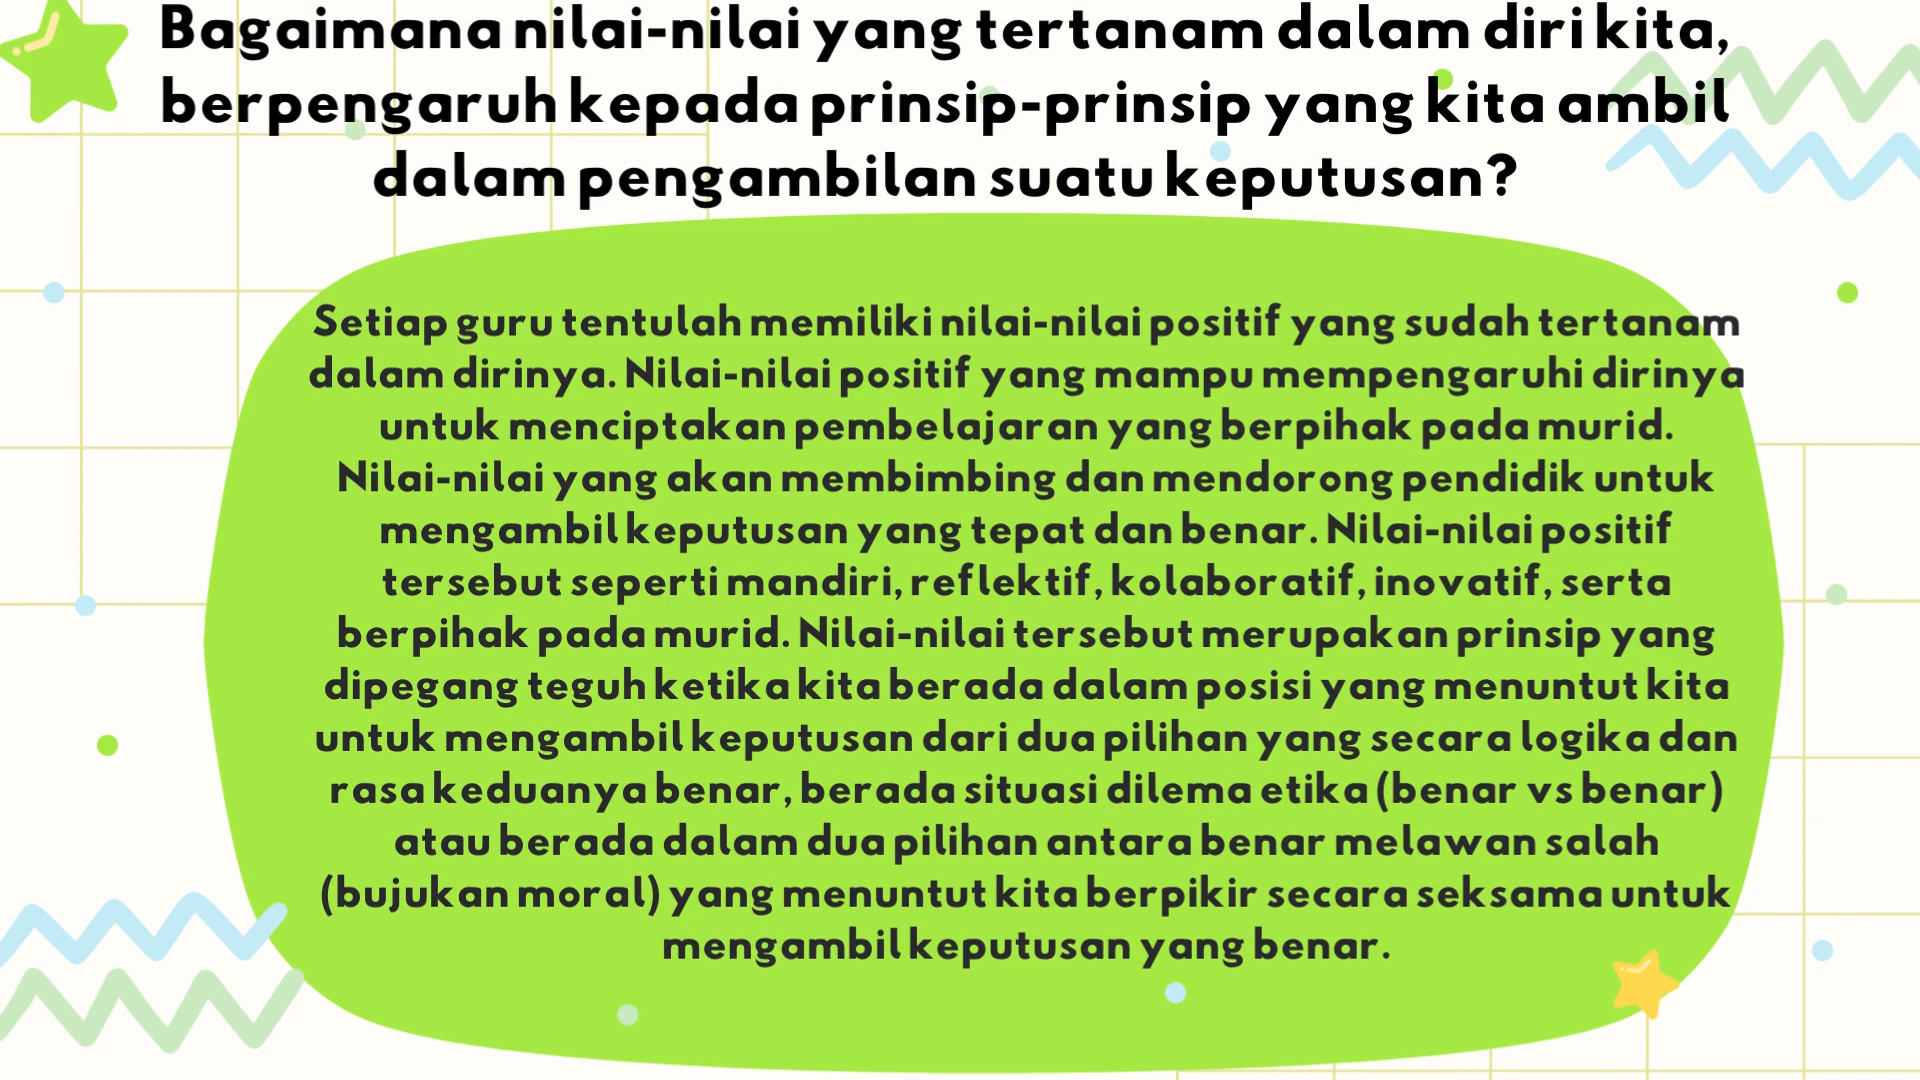 Bagaimana nilai-nilai yang tertanam dalam diri kita,
berpengaruh kepada prinsip-prinsip yang kita ambil
dalam pengambilan suatu keputusan?
Setiap guru tentulah memiliki nilai-nilai positif yang sudah tertanam
dalam dirinya. Nilai-nilai positif yang mampu mempengaruhi dirinya
untuk menciptakan pembelajaran yang berpihak pada murid.
Nilai-nilai yang akan membimbing dan mendorong pendidik untuk
mengambil keputusan yang tepat dan benar. Nilai-nilai positif
tersebut seperti mandiri, reflektif, kolaboratif, inovatif, serta
berpihak pada murid. Nilai-nilai tersebut merupakan prinsip yang
dipegang teguh ketika kita berada dalam posisi yang menuntut kita
untuk mengambil keputusan dari dua pilihan yang secara logika dan
rasa keduanya benar, berada situasi dilema etika (benar vs benar)
atau berada dalam dua pilihan antara benar melawan salah
(bujukan moral) yang menuntut kita berpikir secara seksama untuk
mengambil keputusan yang benar.